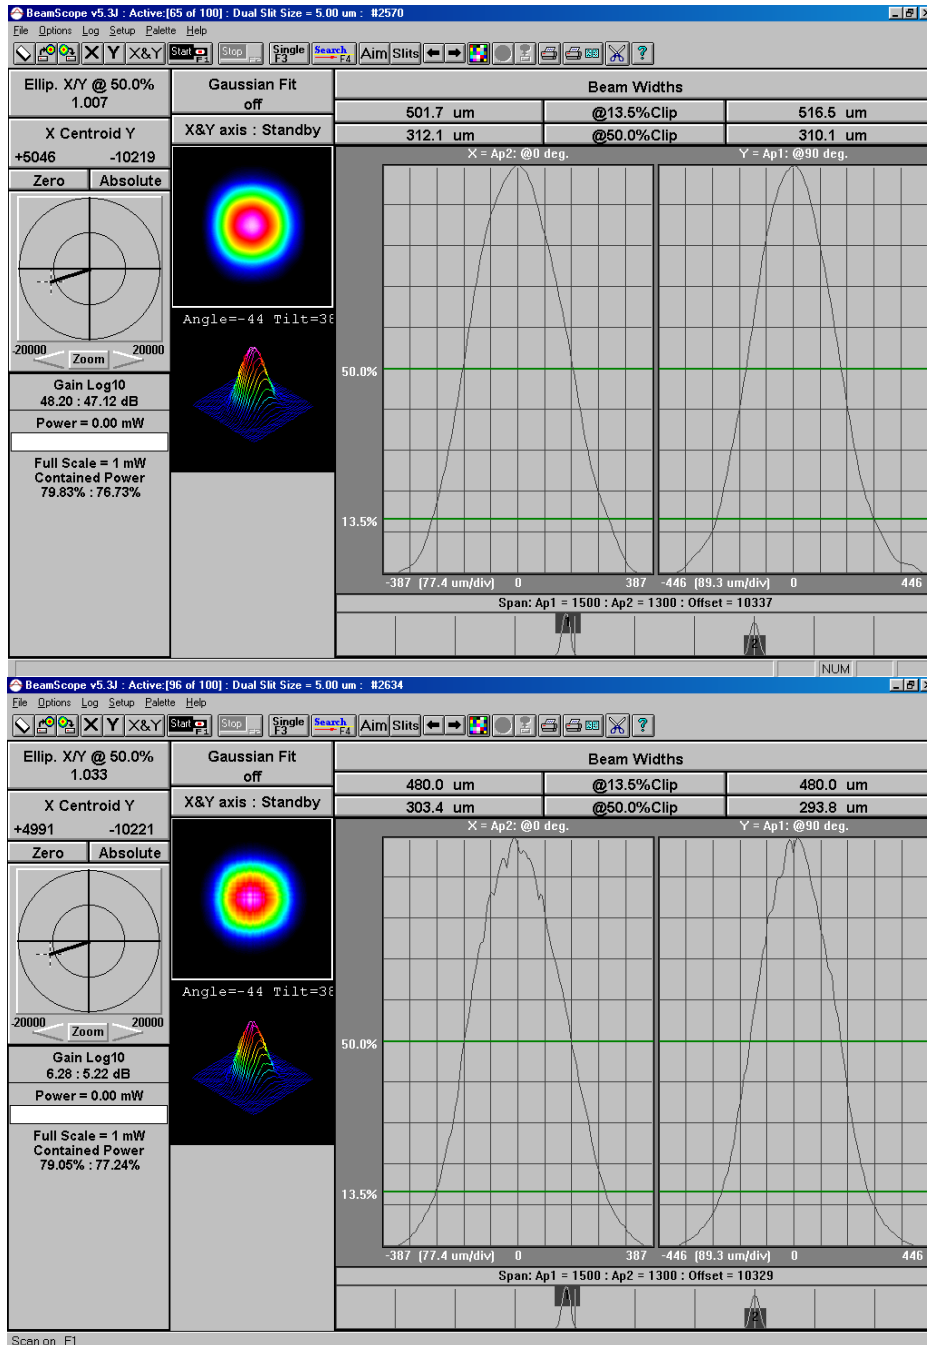 BeamScope v5.3J : Active:[65 of 100] : Dual Slit Size = 5.00 um : #2570
File Options Log Setup Palette Help
X Y X&Y Start F1 Stop Single F3 Search F4 Aim Slits
Ellip. X/Y @ 50.0%
1.007
Gaussian Fit
off
Beam Widths
501.7 um @13.5%Clip 516.5 um
312.1 um @50.0%Clip 310.1 um
X Centroid Y
+5046 -10219
X&Y axis : Standby
X = Ap2: @0 deg. Y = Ap1: @90 deg.
Zero Absolute
Angle=-44 Tilt=38
-20000 Zoom 20000
50.0%
Gain Log10
48.20 : 47.12 dB
Power = 0.00 mW
Full Scale = 1 mW
Contained Power
79.83% : 76.73%
13.5%
-387 (77.4 um/div) 0 387 -446 (89.3 um/div) 0 446
Span: Ap1 = 1500 : Ap2 = 1300 : Offset = 10337
1 2
NUM
BeamScope v5.3J : Active:[96 of 100] : Dual Slit Size = 5.00 um : #2634
File Options Log Setup Palette Help
X Y X&Y Start F1 Stop Single F3 Search F4 Aim Slits
Ellip. X/Y @ 50.0%
1.033
Gaussian Fit
off
Beam Widths
480.0 um @13.5%Clip 480.0 um
303.4 um @50.0%Clip 293.8 um
X Centroid Y
+4991 -10221
X&Y axis : Standby
X = Ap2: @0 deg. Y = Ap1: @90 deg.
Zero Absolute
Angle=-44 Tilt=38
-20000 Zoom 20000
50.0%
Gain Log10
6.28 : 5.22 dB
Power = 0.00 mW
Full Scale = 1 mW
Contained Power
79.05% : 77.24%
13.5%
-387 (77.4 um/div) 0 387 -446 (89.3 um/div) 0 446
Span: Ap1 = 1500 : Ap2 = 1300 : Offset = 10329
1 2
Scan on F1